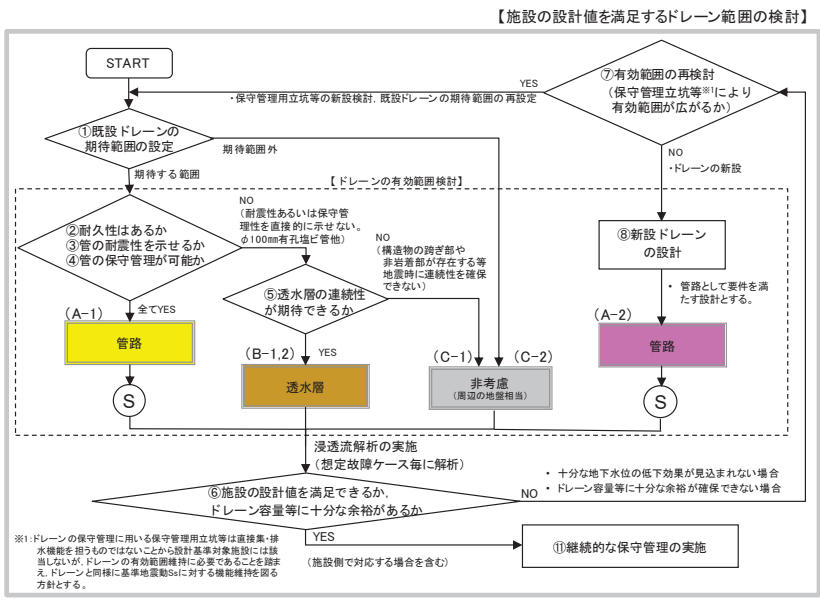 【施設の設計値を満足するドレーン範囲の検討】
START
YES
・保守管理用立坑等の新設検討，既設ドレーンの期待範囲の再設定
⑦有効範囲の再検討
（保守管理立坑等※1により
有効範囲が広がるか）
①既設ドレーンの
期待範囲の設定
期待範囲外
期待する範囲
NO
・ドレーンの新設
【ドレーンの有効範囲検討】
②耐久性はあるか
③管の耐震性を示せるか
④管の保守管理が可能か
NO
（耐震性あるいは保守管
理性を直接的に示せない。
φ100mm有孔塩ビ管他）
NO
（構造物の跨ぎ部や
非岩着部が存在する等
地震時に連続性を確保
できない）
⑤透水層の連続性
が期待できるか
⑧新設ドレーン
の設計
・ 管路として要件を満
たす設計とする。
（A-1）
全てYES
管路
（B-1,2）
YES
透水層
（C-1）
（C-2）
非考慮
（周辺の地盤相当）
（A-2）
管路
S
S
浸透流解析の実施
（想定故障ケース毎に解析）
⑥施設の設計値を満足できるか，
ドレーン容量等に十分な余裕があるか
NO
・ 十分な地下水位の低下効果が見込まれない場合
・ ドレーン容量等に十分な余裕が確保できない場合
YES
（施設側で対応する場合を含む）
⑪継続的な保守管理の実施
※1：ドレーンの保守管理に用いる保守管理用立坑等は直接集・排
水機能を担うものではないことから設計基準対象施設には該
当しないが，ドレーンの有効範囲維持に必要であることを踏ま
え，ドレーンと同様に基準地震動Ssに対する機能維持を図る
方針とする。